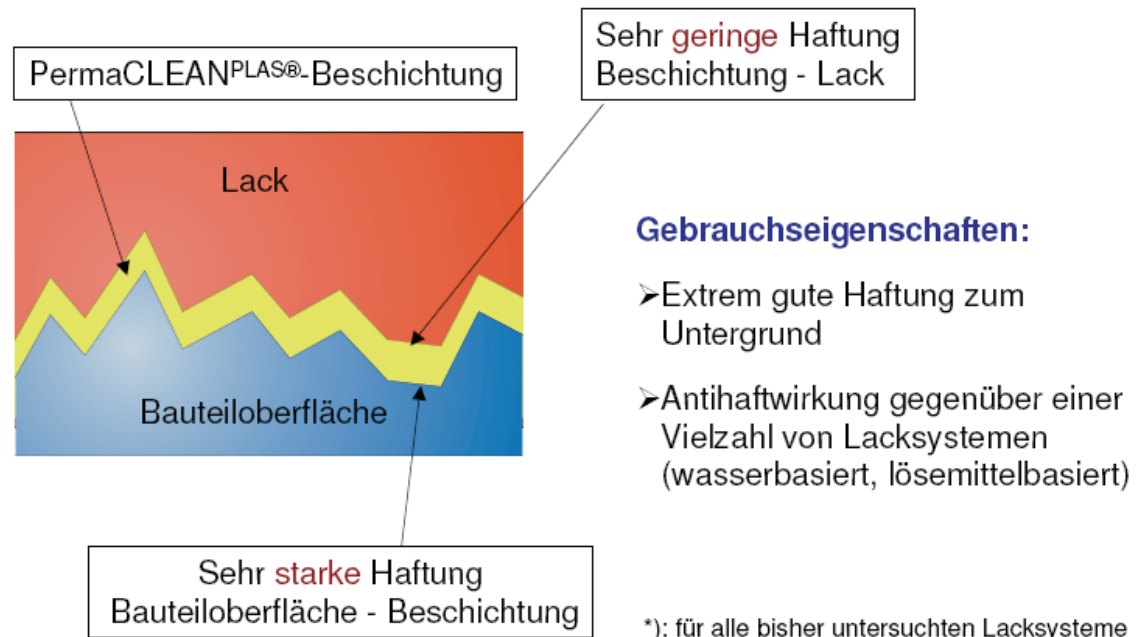 PermaCLEANPLAS®-Beschichtung
Sehr geringe Haftung
Beschichtung - Lack
Lack
Bauteiloberfläche
Sehr starke Haftung
Bauteiloberfläche - Beschichtung
Gebrauchseigenschaften:
➢Extrem gute Haftung zum
Untergrund
➢Antihaftwirkung gegenüber einer
Vielzahl von Lacksystemen
(wasserbasiert, lösemittelbasiert)
*): für alle bisher untersuchten Lacksysteme